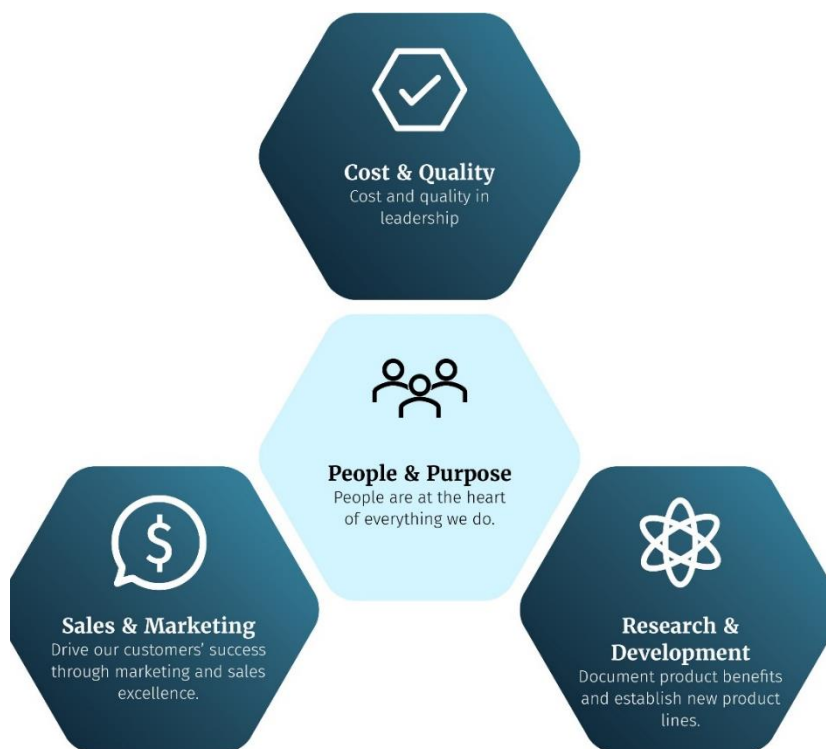 Cost & Quality
Cost and quality in
leadership
People & Purpose
People are at the heart
of everything we do.
$
Sales & Marketing
Drive our customers’ success
through marketing and sales
excellence.
Research &
Development
Document product benefits
and establish new product
lines.